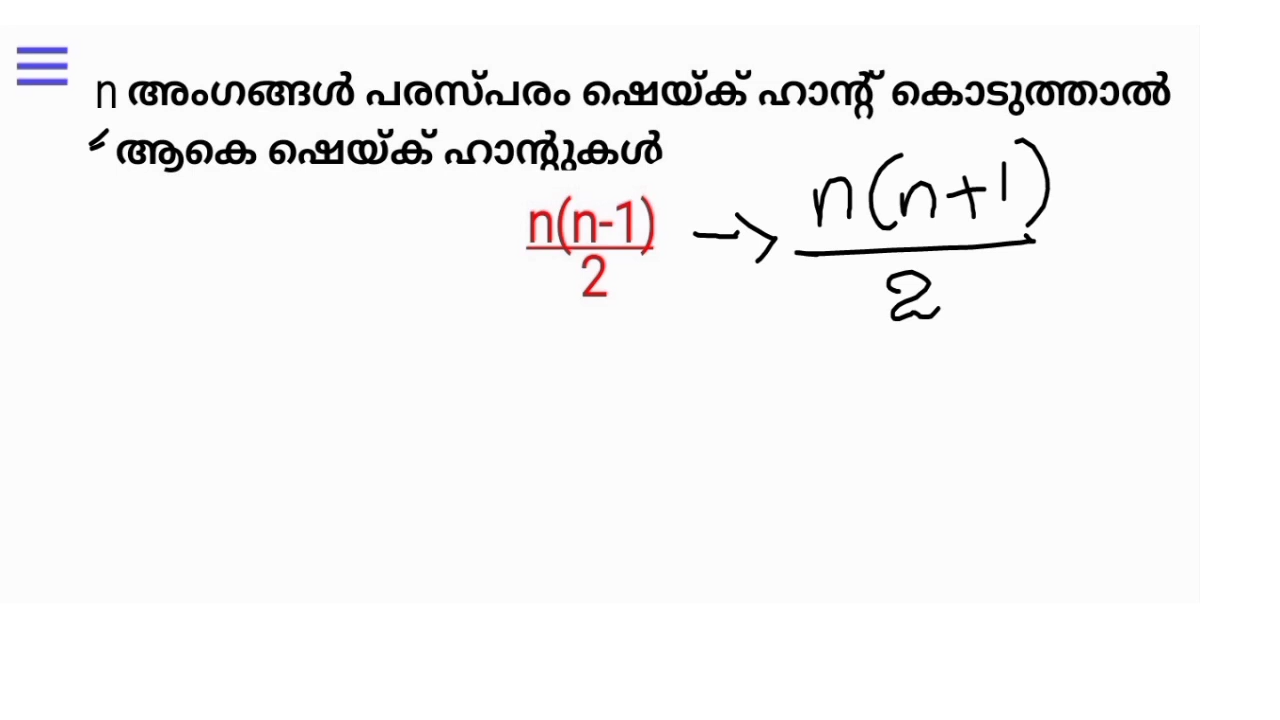 n അംഗങ്ങൾ പരസ്പരം ഷെയ്ക് ഹാന്റ് കൊടുത്താൽ
ആകെ ഷെയ്ക് ഹാന്റുകൾ
n(n-1)
2
→
n(n+1)
2